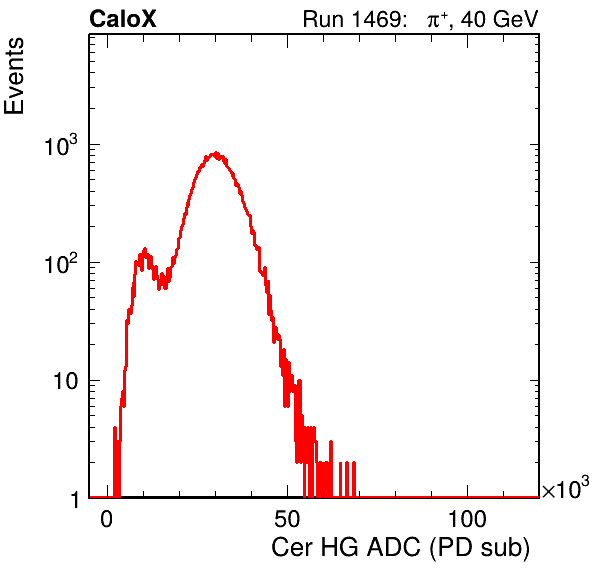 CaloX Run 1469: π⁺, 40 GeV
Events
10³
10²
10
1
0 50 100 ×10³
Cer HG ADC (PD sub)